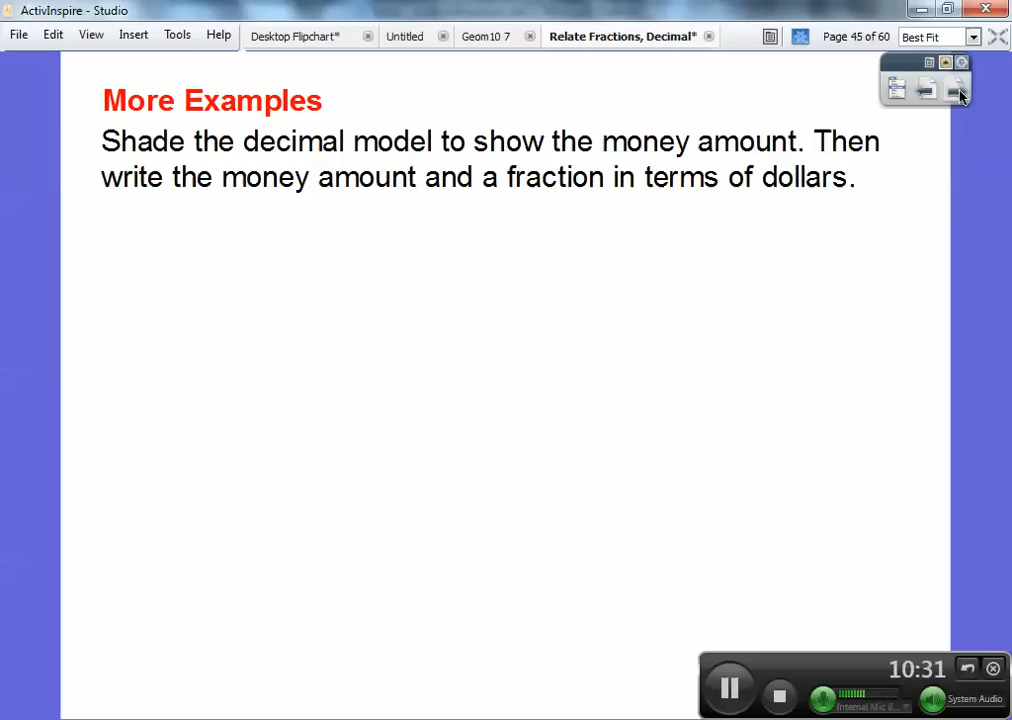 ActivInspire - Studio
File Edit View Insert Tools Help Desktop Flipchart* Untitled Geom10 7 Relate Fractions, Decimal* Page 45 of 60 Best Fit
More Examples
Shade the decimal model to show the money amount. Then
write the money amount and a fraction in terms of dollars.
10:31
Internal Mic (I... System Audio